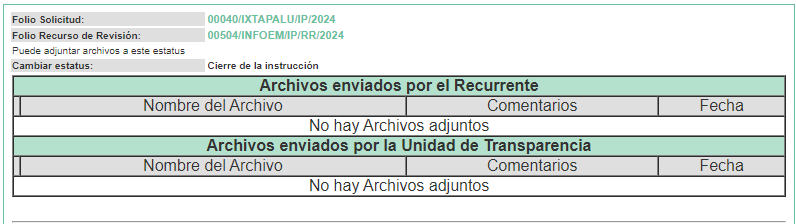 Folio Solicitud: 00040/IXTAPALU/IP/2024
Folio Recurso de Revisión: 00504/INFOEM/IP/RR/2024
Puede adjuntar archivos a este estatus
Cambiar estatus: Cierre de la instrucción
Archivos enviados por el Recurrente
Nombre del Archivo Comentarios Fecha
No hay Archivos adjuntos
Archivos enviados por la Unidad de Transparencia
Nombre del Archivo Comentarios Fecha
No hay Archivos adjuntos